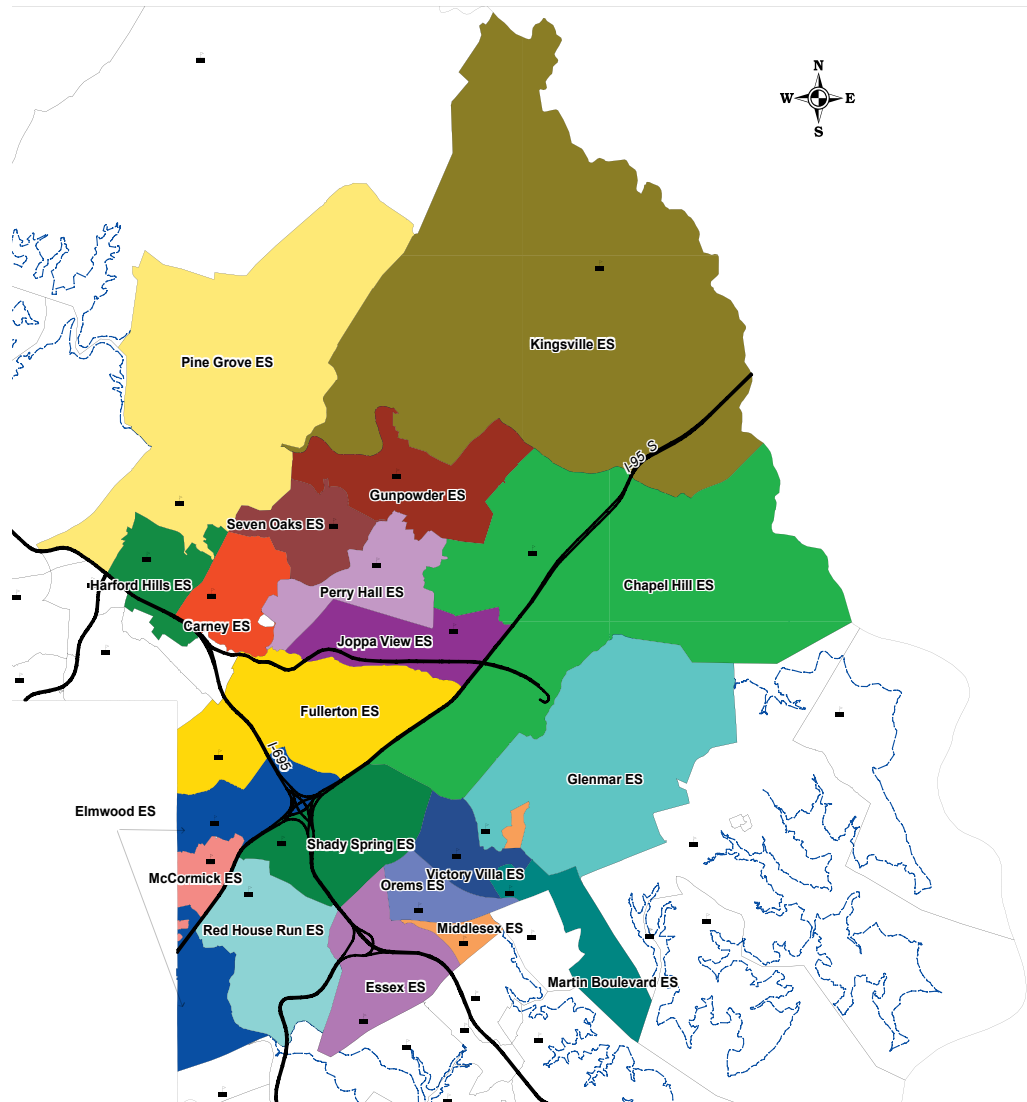 N
W E
S
Kingsville ES
Pine Grove ES
I-95 S
Gunpowder ES
Seven Oaks ES
Harford Hills ES
Perry Hall ES
Chapel Hill ES
Carney ES
Joppa View ES
Fullerton ES
I-695
Glenmar ES
Elmwood ES
Shady Spring ES
Victory Villa ES
McCormick ES
Orems ES
Red House Run ES
Middlesex ES
Martin Boulevard ES
Essex ES